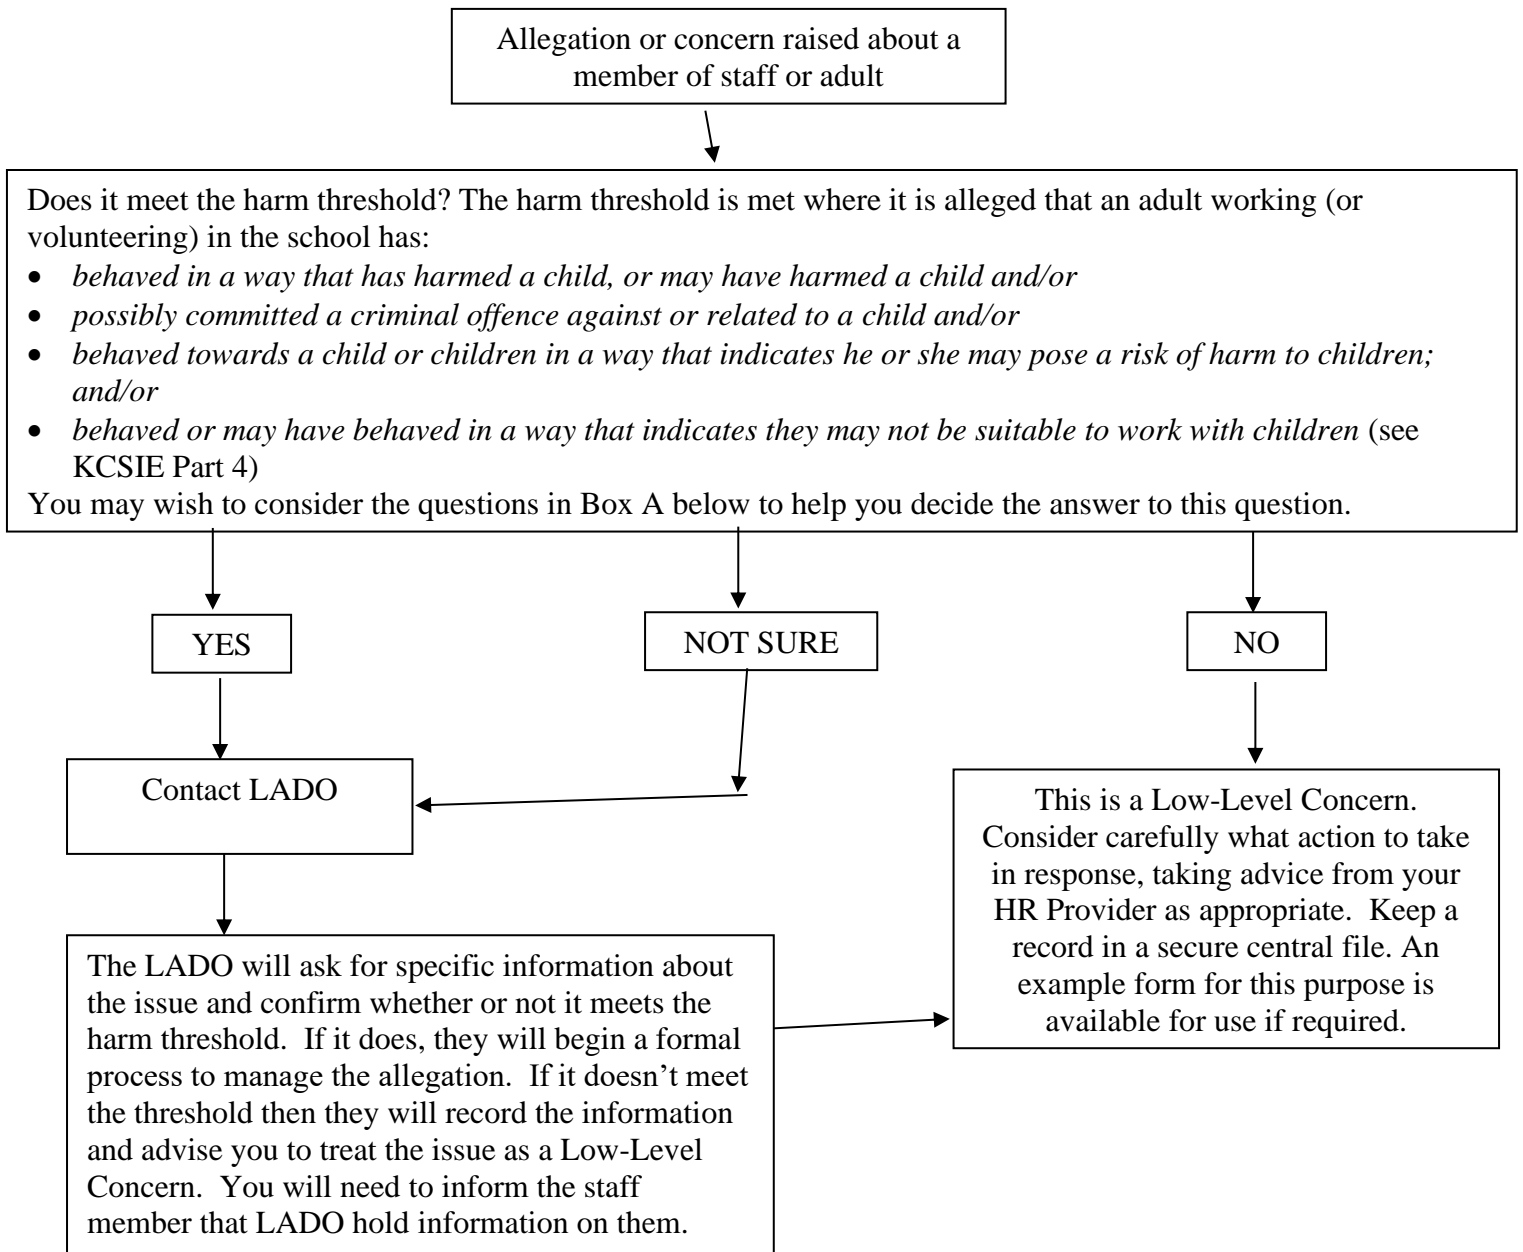 Allegation or concern raised about a
member of staff or adult
Does it meet the harm threshold? The harm threshold is met where it is alleged that an adult working (or
volunteering) in the school has:
• behaved in a way that has harmed a child, or may have harmed a child and/or
• possibly committed a criminal offence against or related to a child and/or
• behaved towards a child or children in a way that indicates he or she may pose a risk of harm to children;
and/or
• behaved or may have behaved in a way that indicates they may not be suitable to work with children (see
KCSIE Part 4)
You may wish to consider the questions in Box A below to help you decide the answer to this question.
YES
NOT SURE
NO
Contact LADO
This is a Low-Level Concern.
Consider carefully what action to take
in response, taking advice from your
HR Provider as appropriate.  Keep a
record in a secure central file. An
example form for this purpose is
available for use if required.
The LADO will ask for specific information about
the issue and confirm whether or not it meets the
harm threshold.  If it does, they will begin a formal
process to manage the allegation.  If it doesn’t meet
the threshold then they will record the information
and advise you to treat the issue as a Low-Level
Concern.  You will need to inform the staff
member that LADO hold information on them.